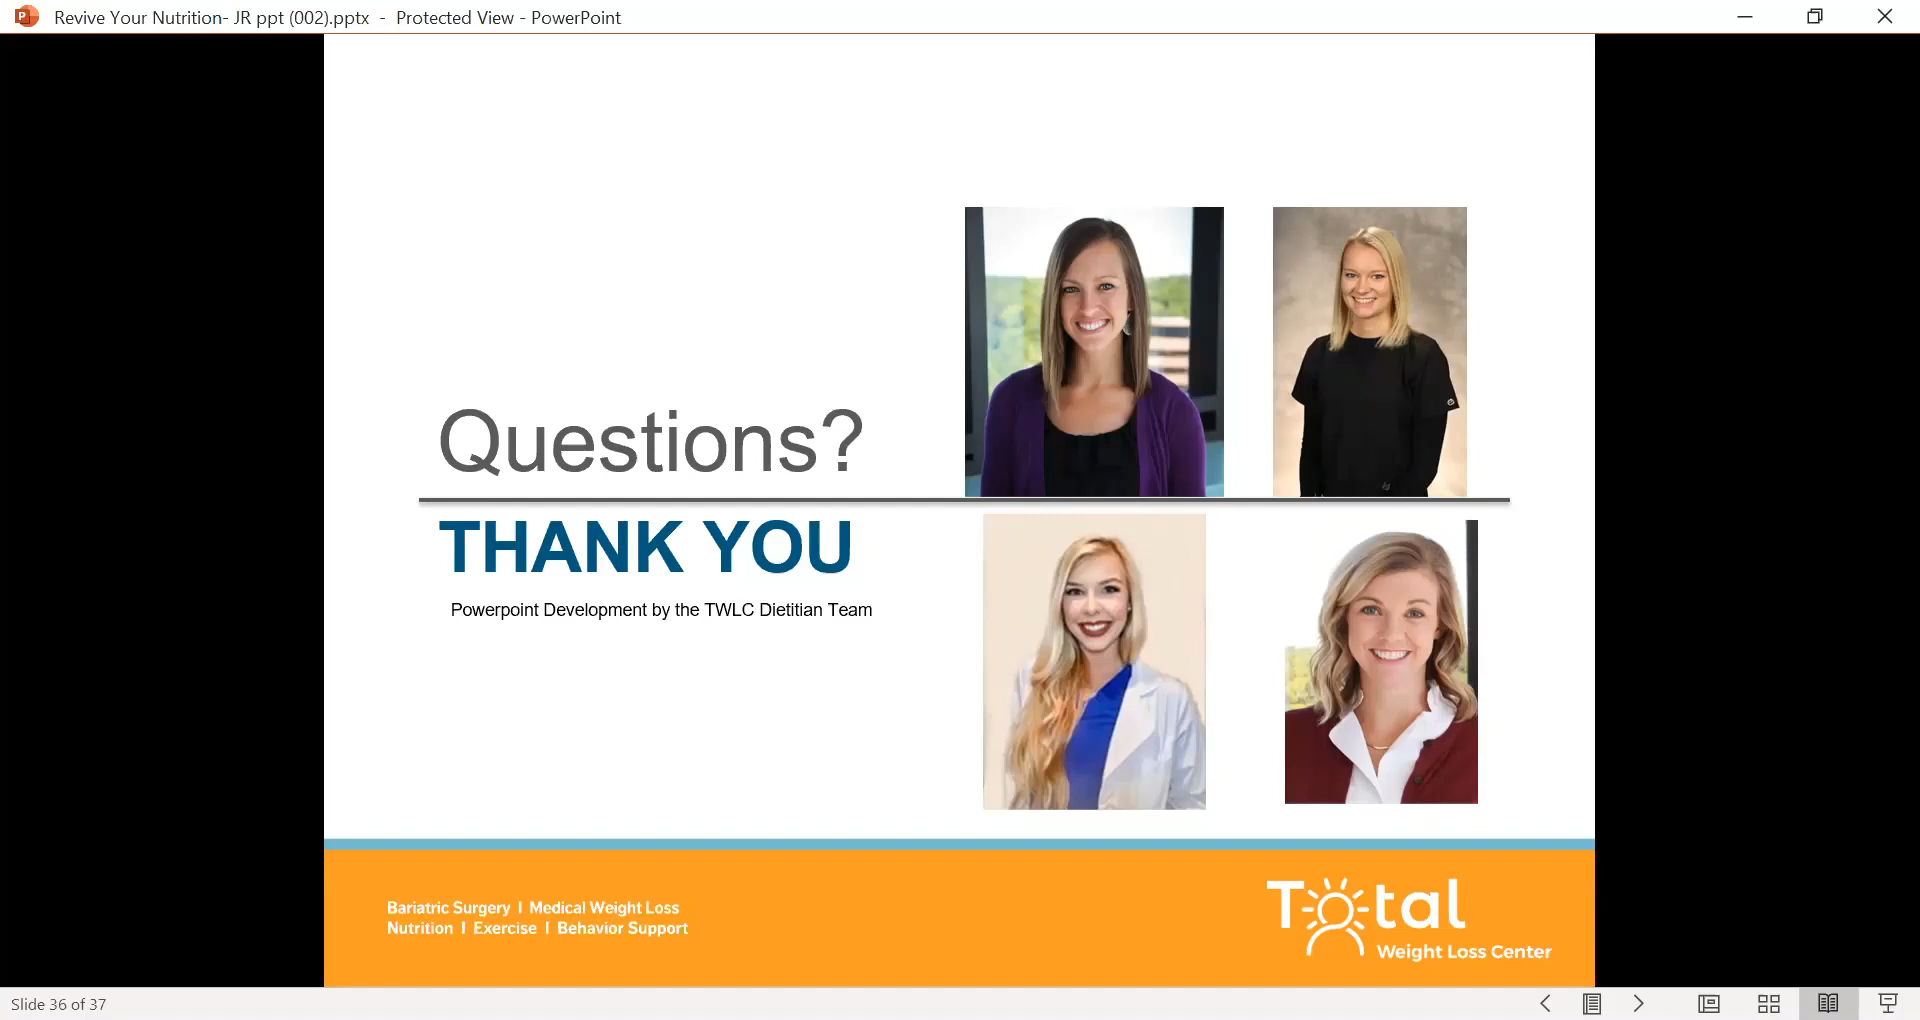 Revive Your Nutrition- JR ppt (002).pptx - Protected View - PowerPoint
Questions?
THANK YOU
Powerpoint Development by the TWLC Dietitian Team
Bariatric Surgery | Medical Weight Loss
Nutrition | Exercise | Behavior Support
Total
Weight Loss Center
Slide 36 of 37